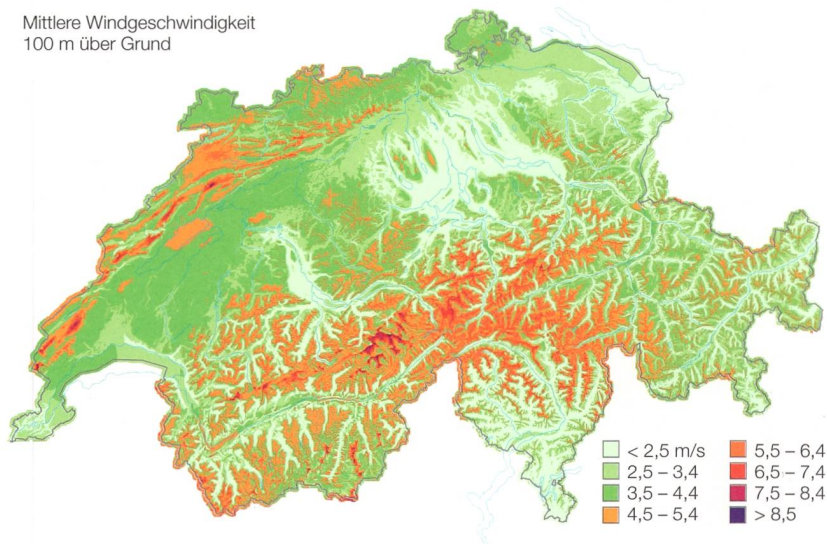 Mittlere Windgeschwindigkeit
100 m über Grund
< 2,5 m/s
2,5 – 3,4
3,5 – 4,4
4,5 – 5,4
5,5 – 6,4
6,5 – 7,4
7,5 – 8,4
> 8,5